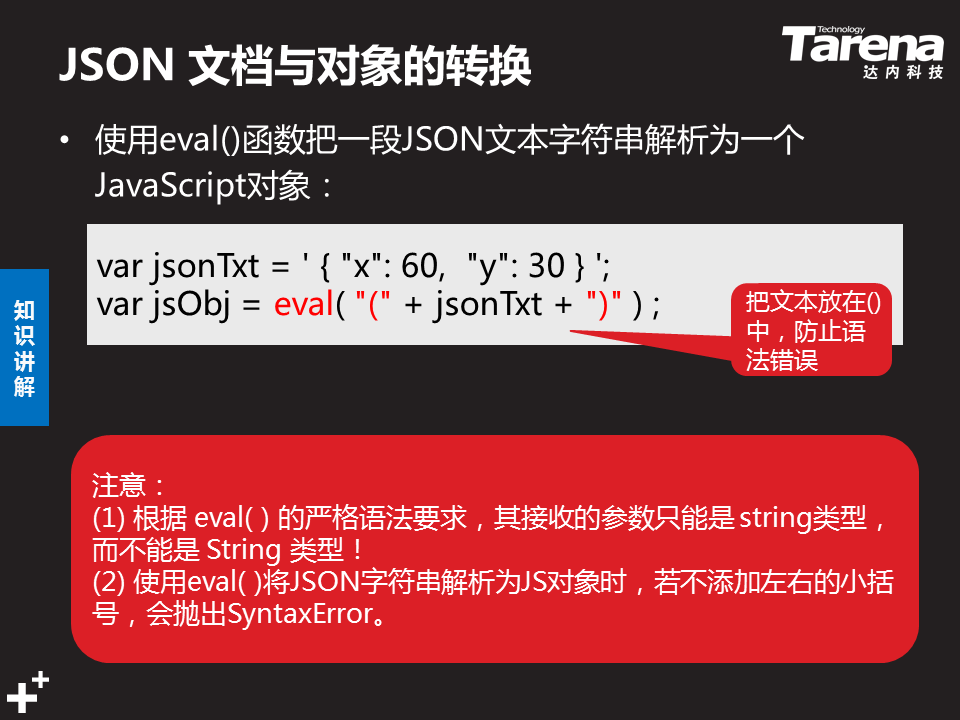 JSON 文档与对象的转换
Technology
Tarena
达内科技
• 使用eval()函数把一段JSON文本字符串解析为一个
JavaScript对象：
var jsonTxt = ' { "x": 60, "y": 30 } ';
var jsObj = eval( "(" + jsonTxt + ")" ) ;
把文本放在()
中，防止语
法错误
知
识
讲
解
注意：
(1) 根据 eval( ) 的严格语法要求，其接收的参数只能是 string类型，
而不能是 String 类型！
(2) 使用eval( )将JSON字符串解析为JS对象时，若不添加左右的小括
号，会抛出SyntaxError。